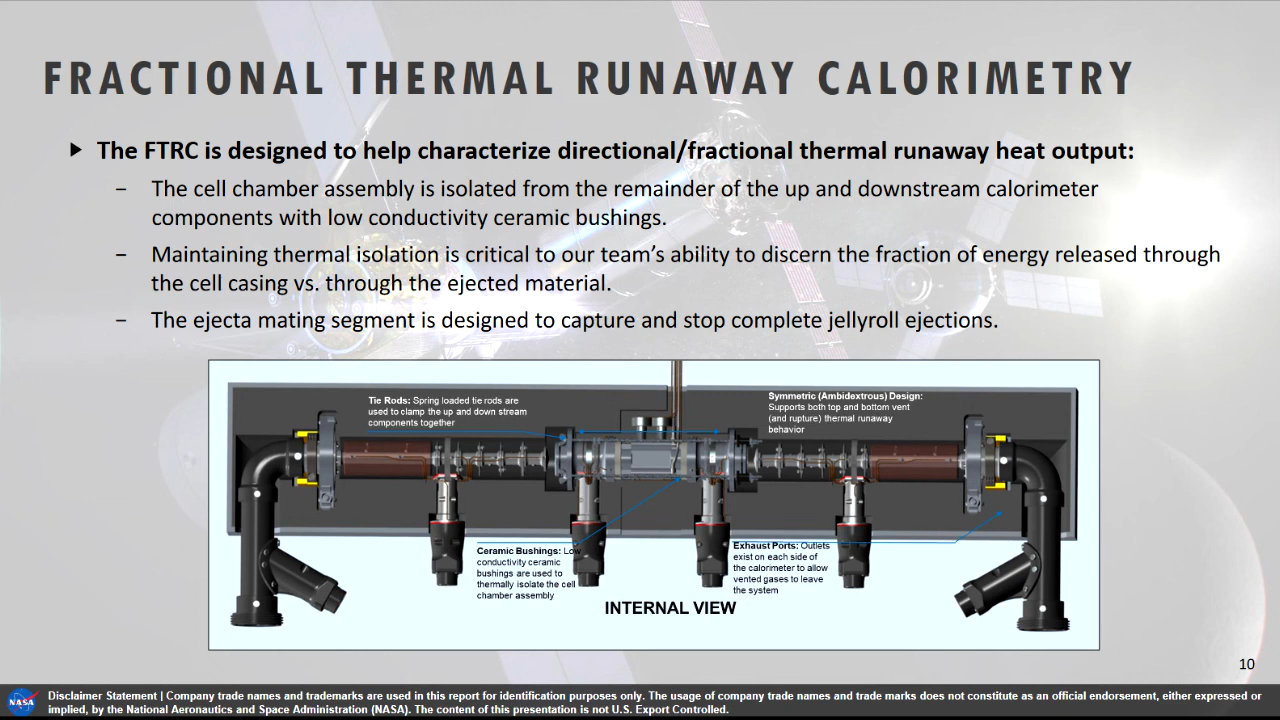 FRACTIONAL THERMAL RUNAWAY CALORIMETRY
The FTRC is designed to help characterize directional/fractional thermal runaway heat output:
– The cell chamber assembly is isolated from the remainder of the up and downstream calorimeter
components with low conductivity ceramic bushings.
– Maintaining thermal isolation is critical to our team’s ability to discern the fraction of energy released through
the cell casing vs. through the ejected material.
– The ejecta mating segment is designed to capture and stop complete jellyroll ejections.
Tie Rods: Spring loaded tie rods are
used to clamp the up and down stream
components together
Symmetric (Ambidextrous) Design:
Supports both top and bottom vent
(and rupture) thermal runaway
behavior
Ceramic Bushings: Low
conductivity ceramic
bushings are used to
thermally isolate the cell
chamber assembly
Exhaust Ports: Outlets
exist on each side of
the calorimeter to allow
vented gases to leave
the system
INTERNAL VIEW
10
NASA
Disclaimer Statement | Company trade names and trademarks are used in this report for identification purposes only. The usage of company trade names and trade marks does not constitute as an official endorsement, either expressed or
implied, by the National Aeronautics and Space Administration (NASA). The content of this presentation is not U.S. Export Controlled.